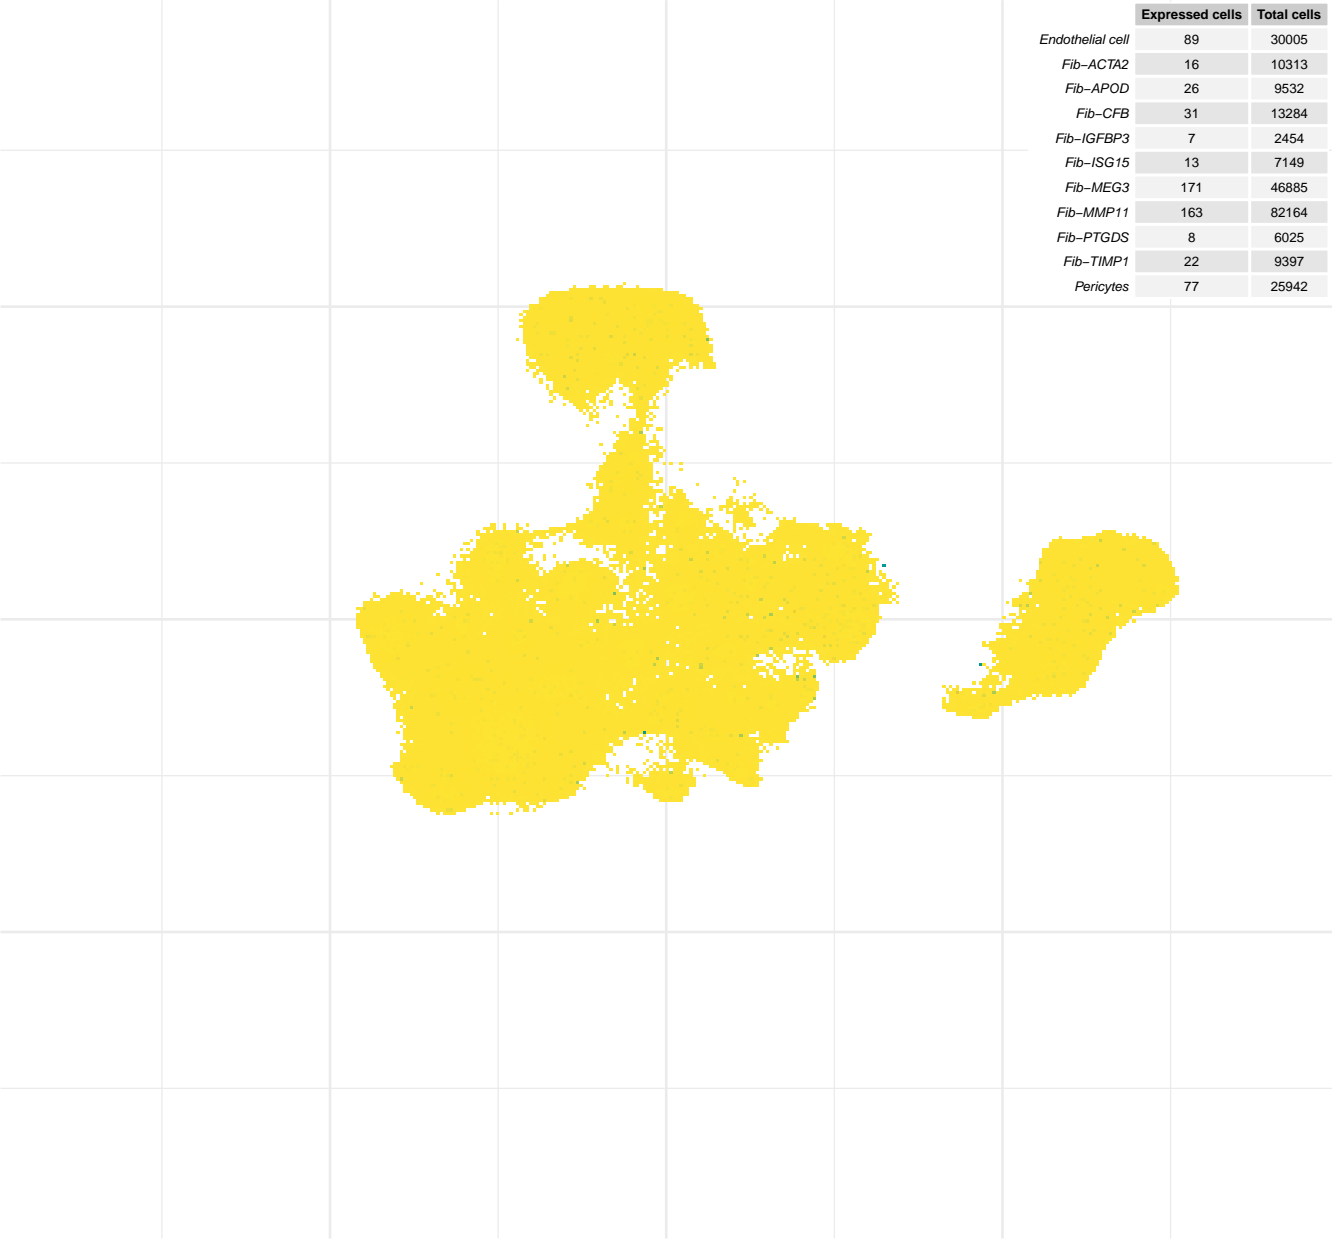 Expressed cells Total cells
Endothelial cell 89 30005
Fib−ACTA2 16 10313
Fib−APOD 26 9532
Fib−CFB 31 13284
Fib−IGFBP3 7 2454
Fib−ISG15 13 7149
Fib−MEG3 171 46885
Fib−MMP11 163 82164
Fib−PTGDS 8 6025
Fib−TIMP1 22 9397
Pericytes 77 25942